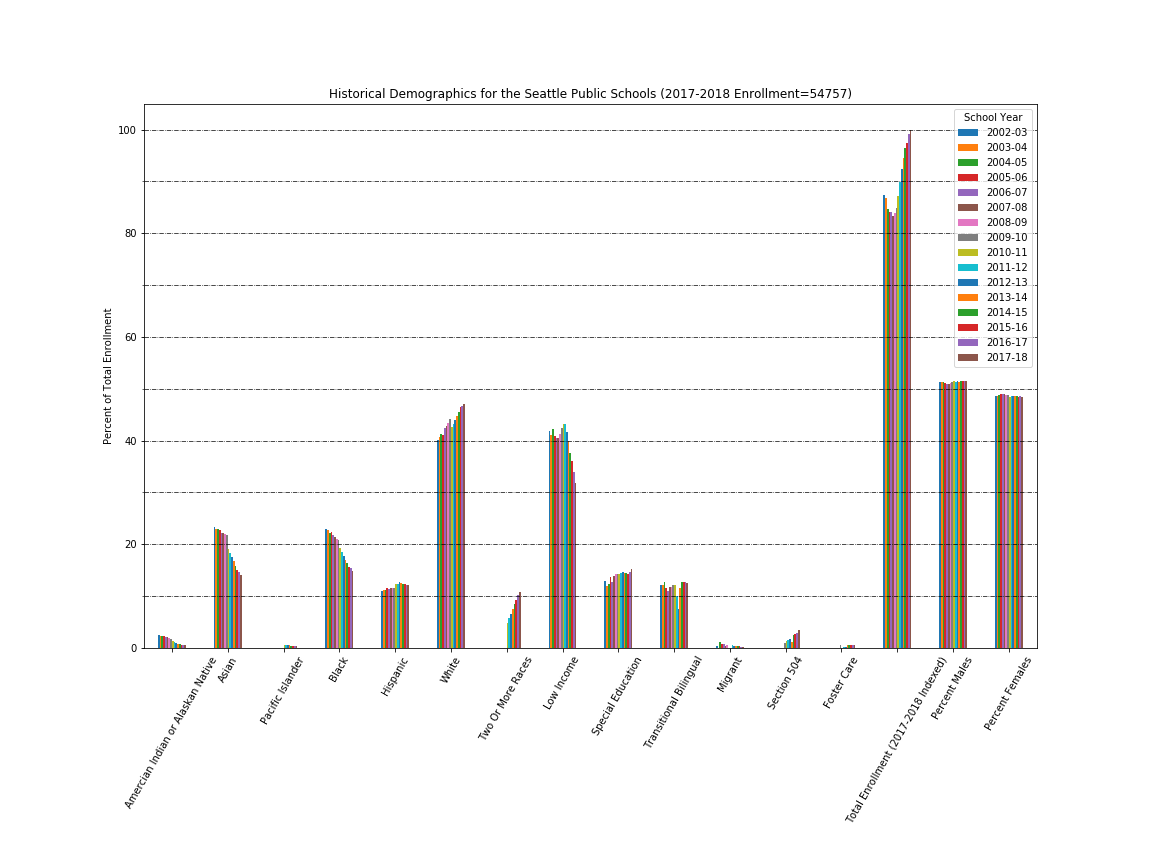 Historical Demographics for the Seattle Public Schools (2017-2018 Enrollment=54757)
Percent of Total Enrollment
100
80
60
40
20
0
School Year
2002-03
2003-04
2004-05
2005-06
2006-07
2007-08
2008-09
2009-10
2010-11
2011-12
2012-13
2013-14
2014-15
2015-16
2016-17
2017-18
Amercian Indian or Alaskan Native
Asian
Pacific Islander
Black
Hispanic
White
Two Or More Races
Low Income
Special Education
Transitional Bilingual
Migrant
Section 504
Foster Care
Total Enrollment (2017-2018 Indexed)
Percent Males
Percent Females